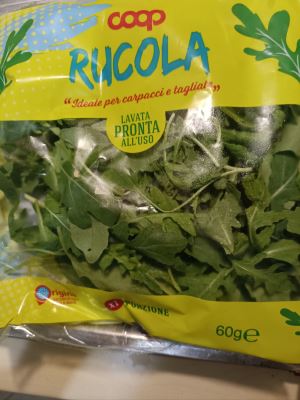 coop
RUCOLA
"Ideale per carpacci e tagliate"
LAVATA
PRONTA
ALL'USO
PORZIONE
60g℮